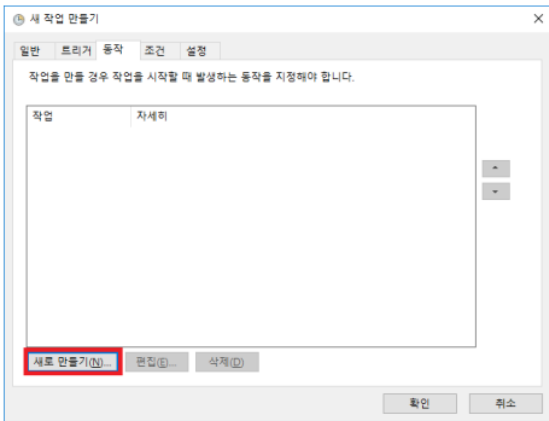 새 작업 만들기
일반 트리거 동작 조건 설정
작업을 만들 경우 작업을 시작할 때 발생하는 동작을 지정해야 합니다.
작업 자세히
새로 만들기(N)... 편집(E)... 삭제(D)
확인 취소